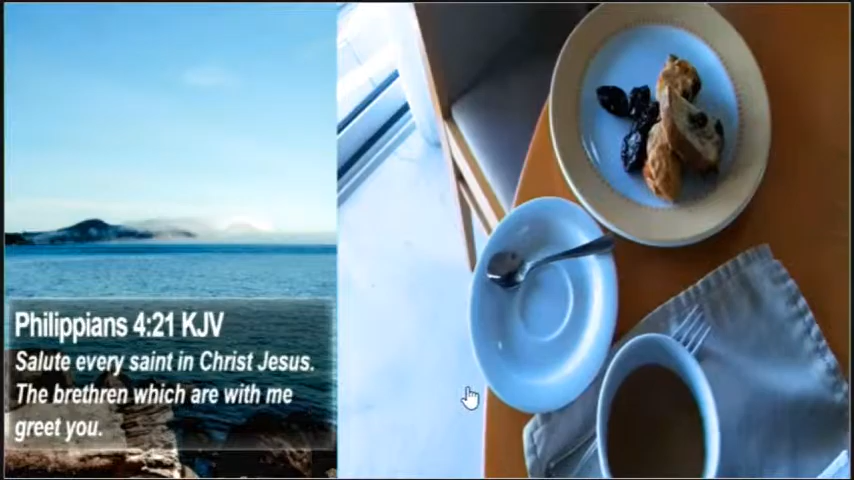 Philippians 4:21 KJV
Salute every saint in Christ Jesus.
The brethren which are with me
greet you.